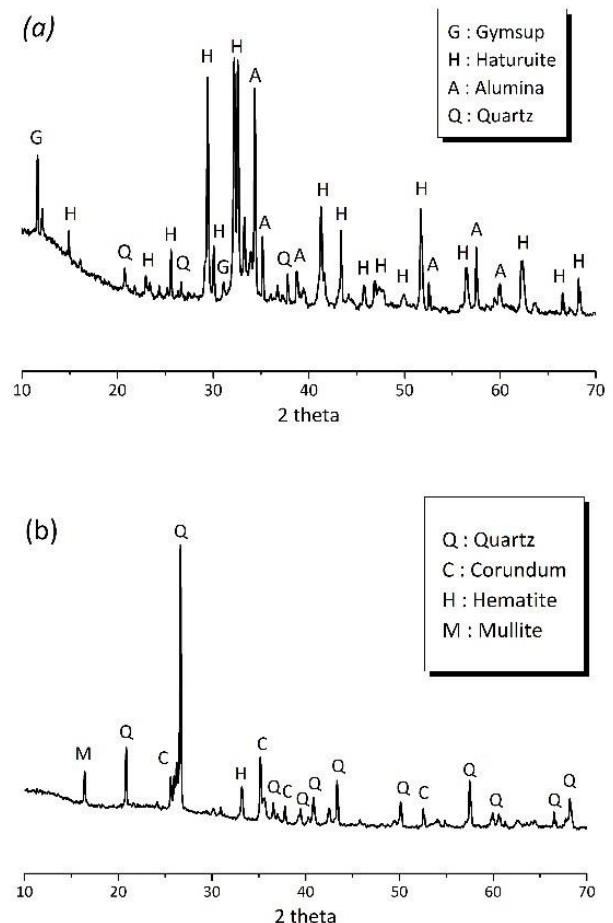 (a)
G : Gymsup
H : Haturuite
A : Alumina
Q : Quartz
H H A
G
H Q H H Q H G A Q A H H H H H H A H A A H H H
10 20 30 40 50 60 70
2 theta
(b)
Q : Quartz
C : Corundum
H : Hematite
M : Mullite
Q
M Q C H C Q C Q Q Q Q C Q Q Q Q
10 20 30 40 50 60 70
2 theta